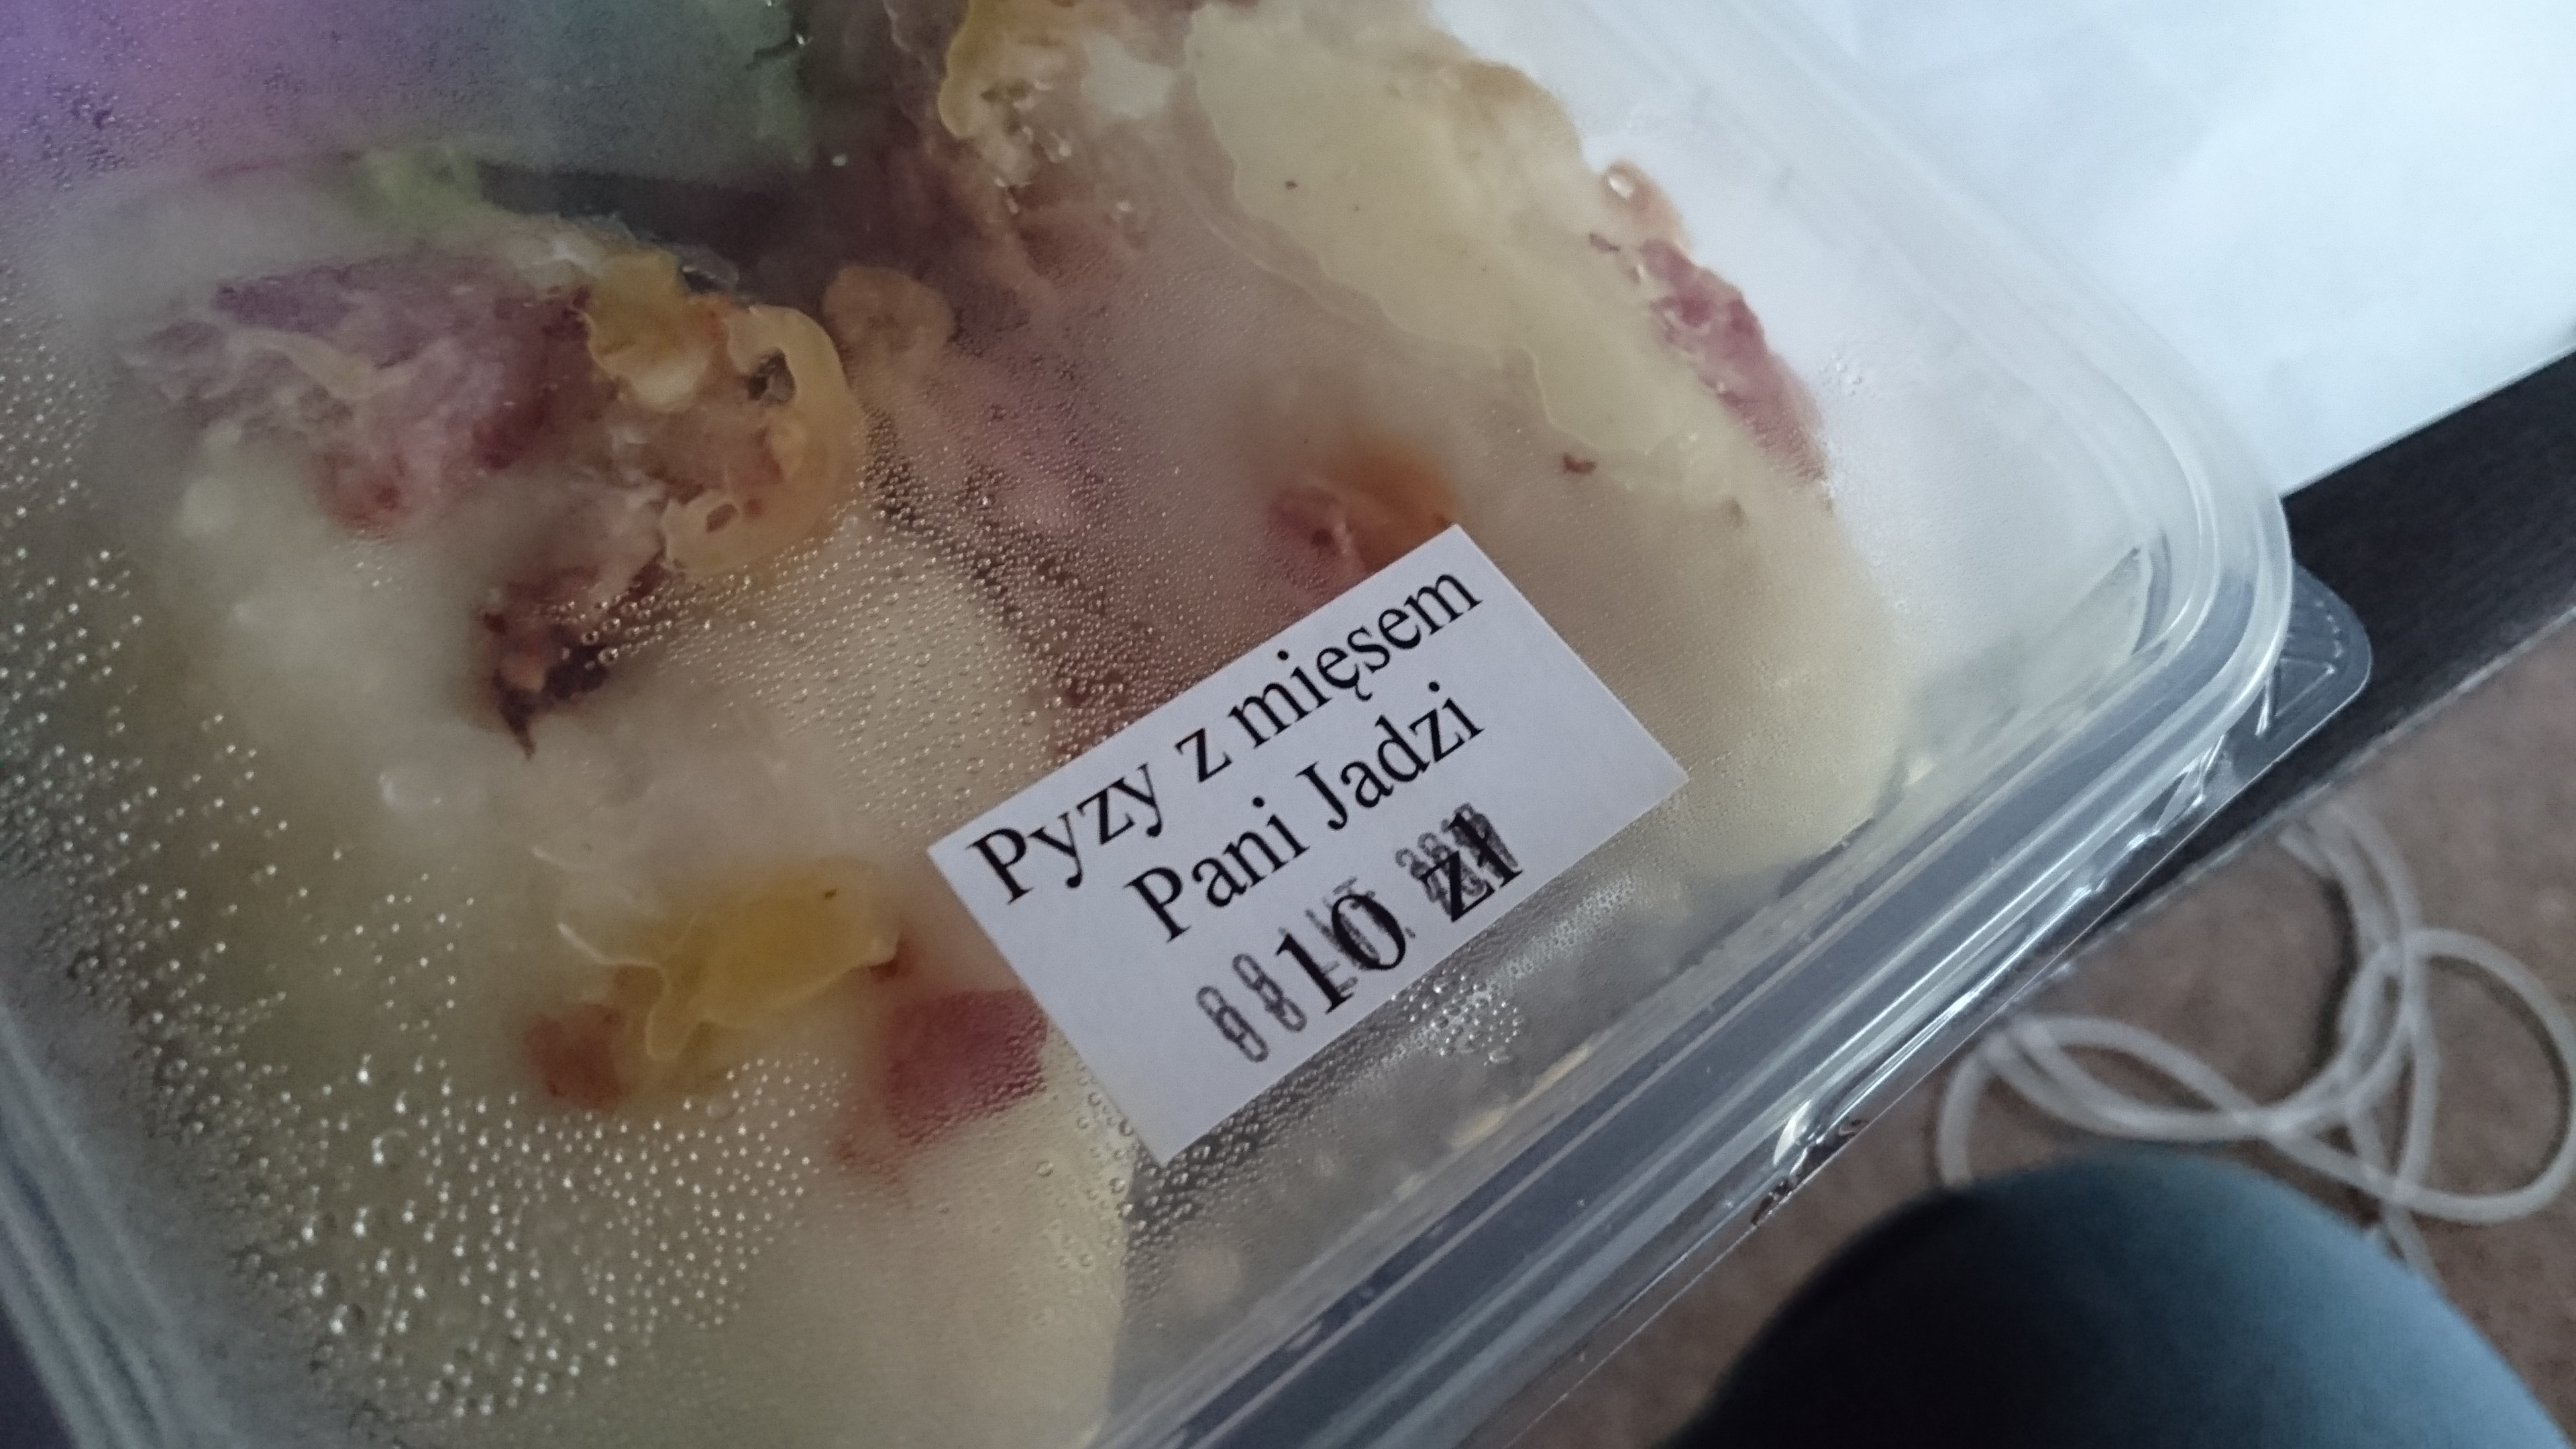 Pyzy z mięsem
Pani Jadzi
10 zł